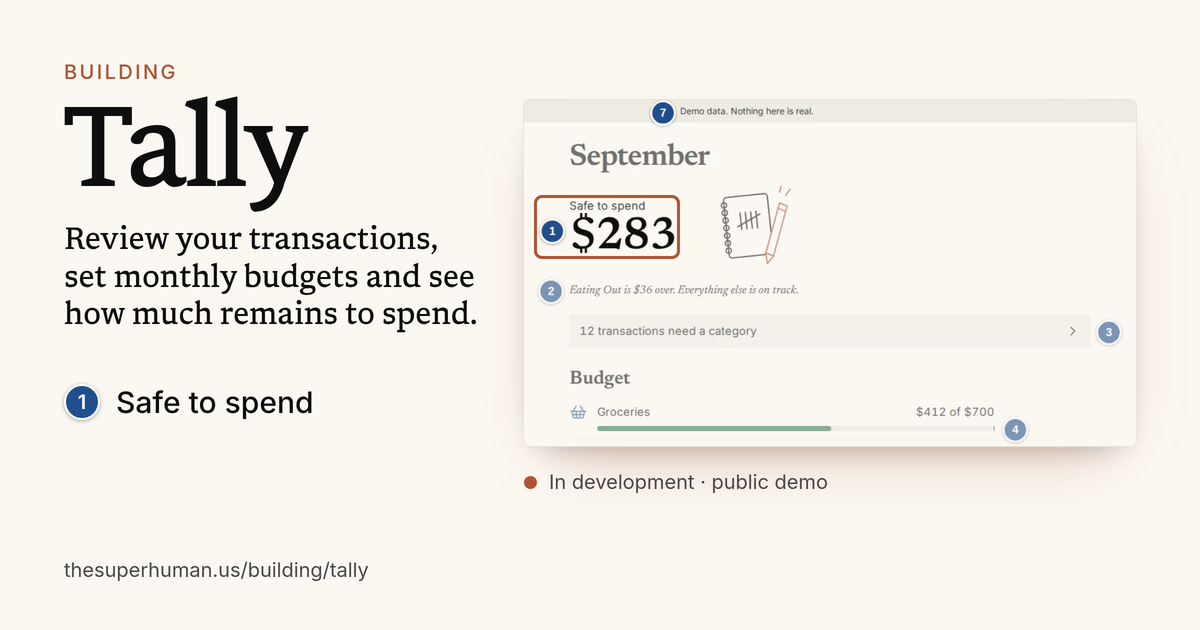 BUILDING
Tally
Review your transactions,
set monthly budgets and see
how much remains to spend.
1 Safe to spend
7 Demo data. Nothing here is real.
September
Safe to spend
1 $283
2 Eating Out is $36 over. Everything else is on track.
12 transactions need a category 3
Budget
Groceries $412 of $700
4
In development · public demo
thesuperhuman.us/building/tally